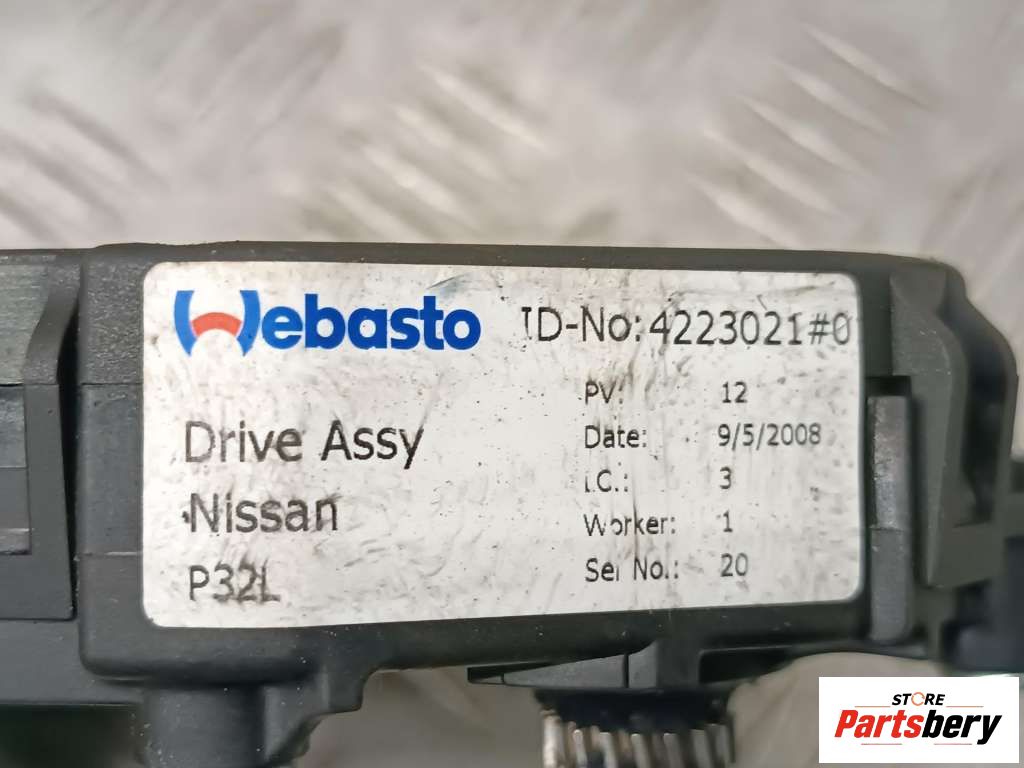 Webasto ID-No: 4223021#0
PV: 12
Drive Assy Date: 9/5/2008
I.C.: 3
Nissan Worker: 1
P32L Ser No.: 20
STORE
Partsbery